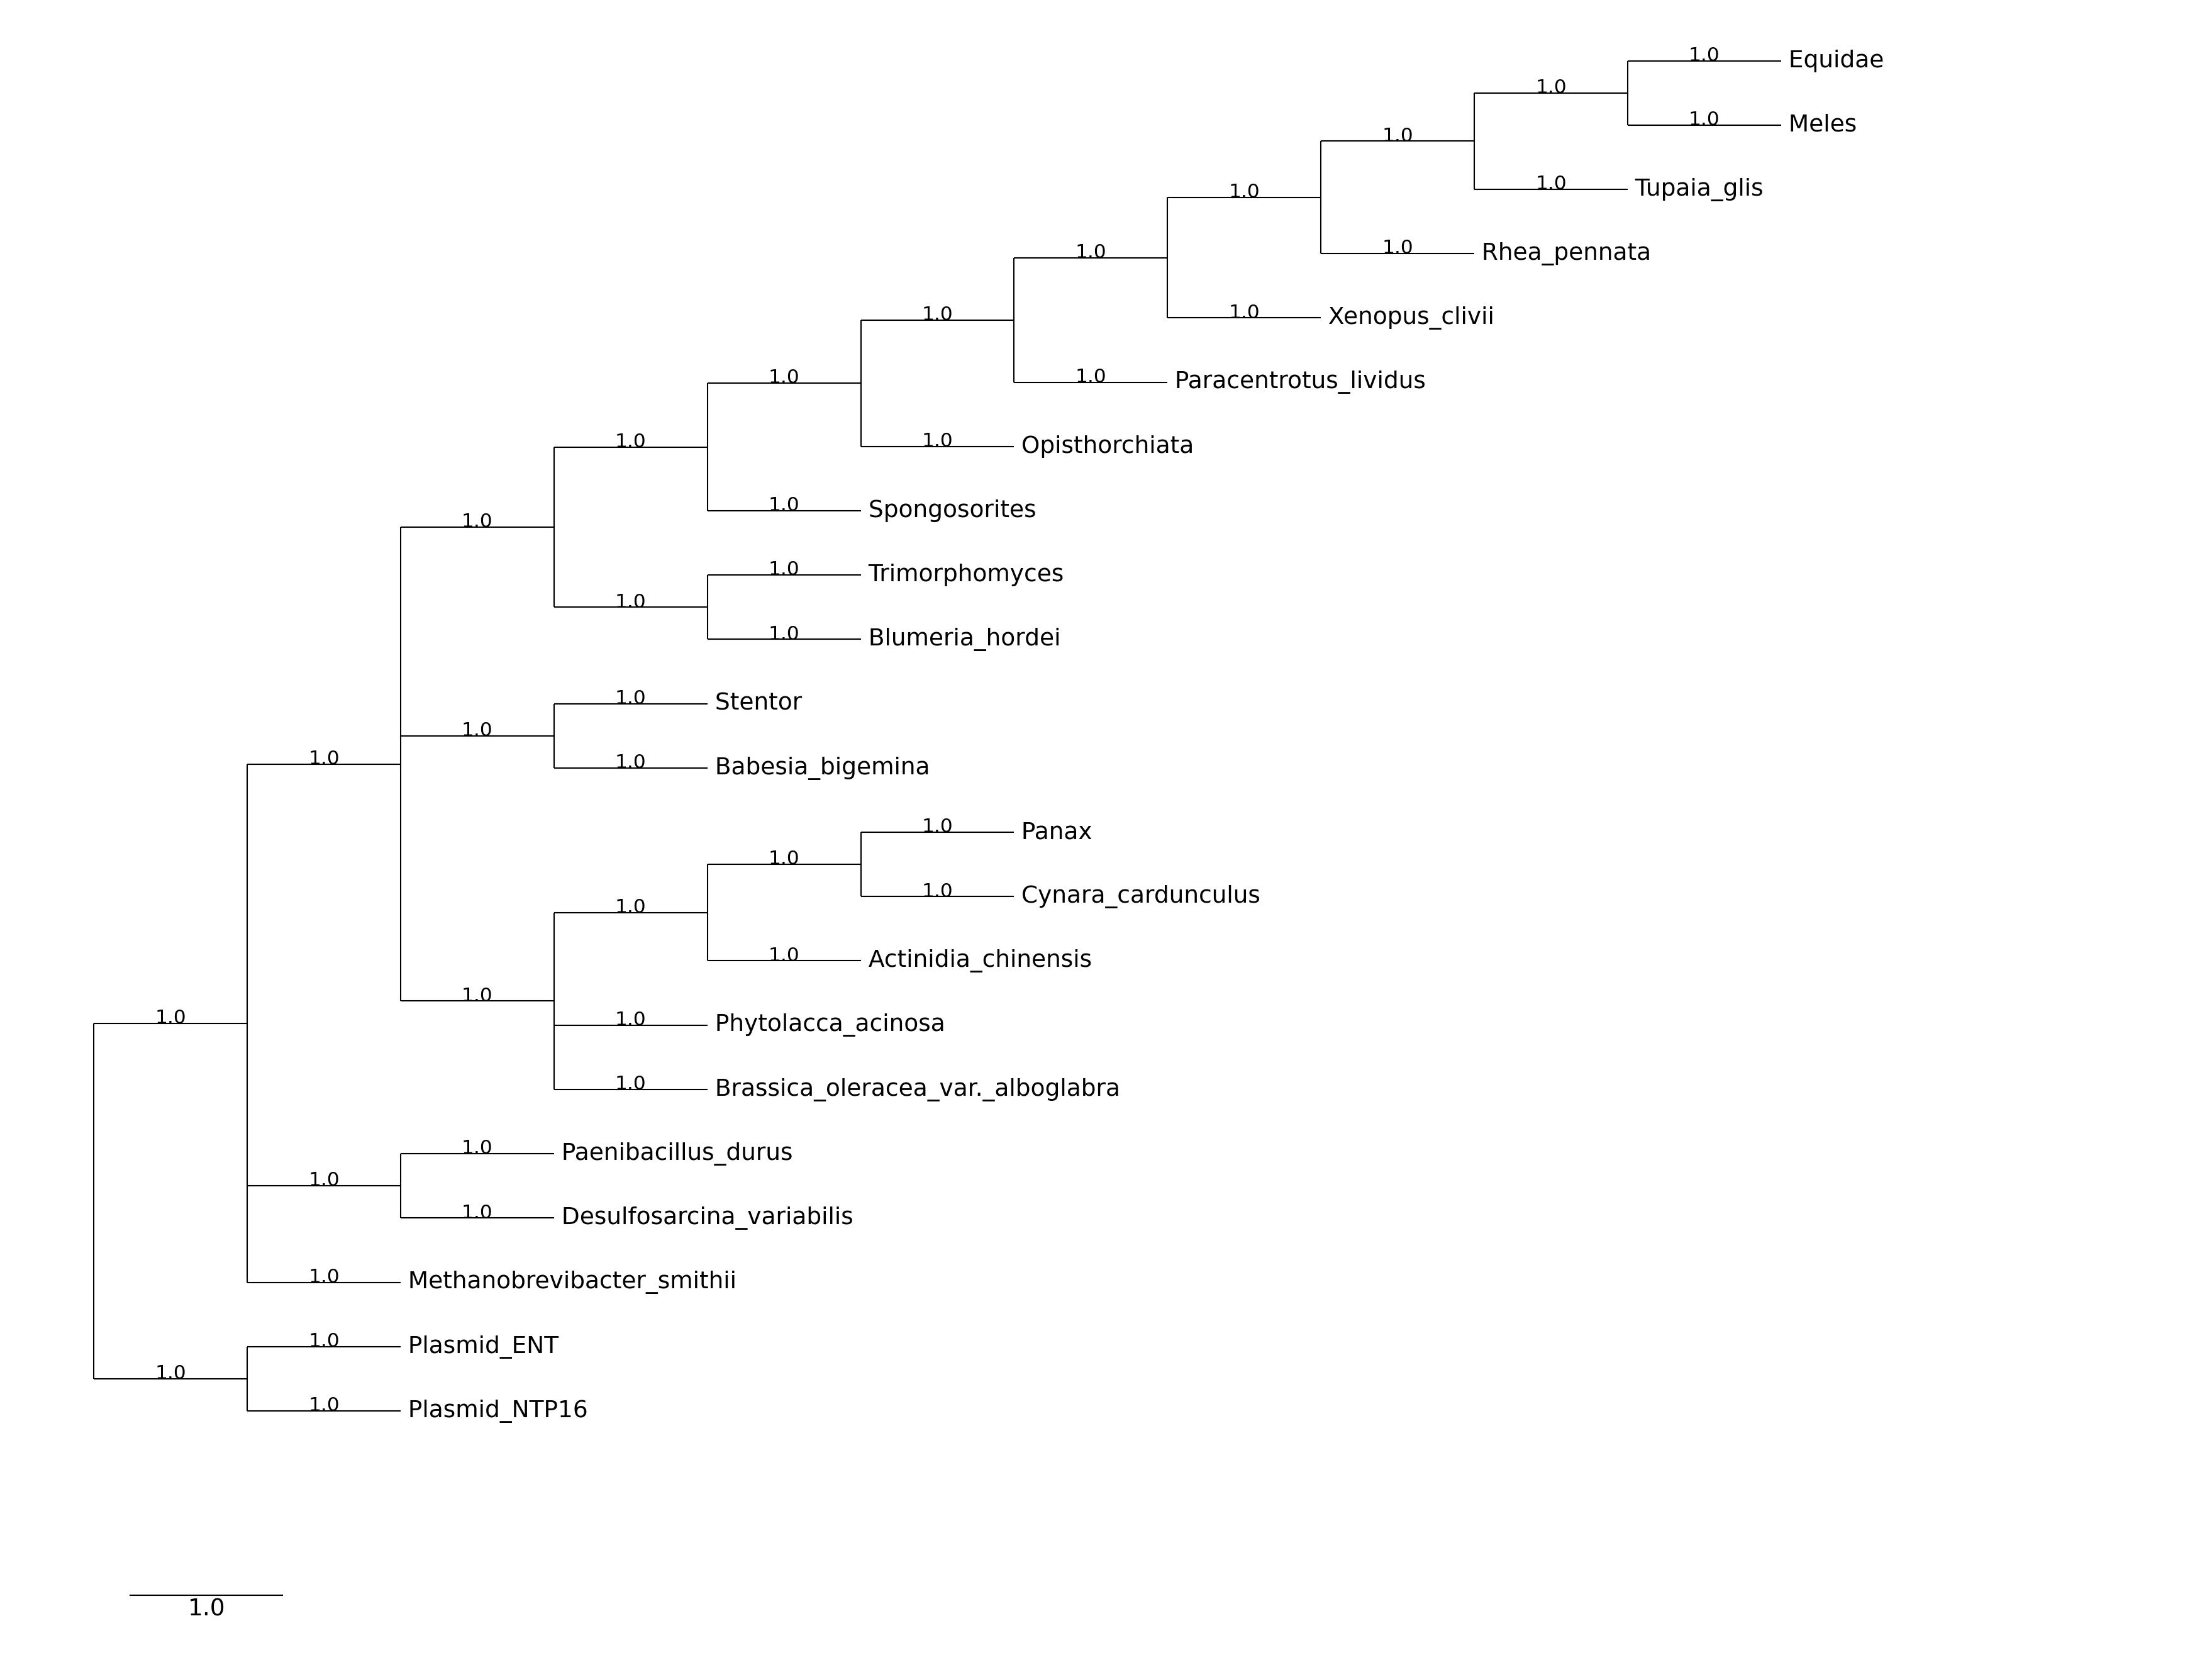 1.0 Equidae
1.0
1.0 Meles
1.0
1.0 Tupaia_glis
1.0
1.0 Rhea_pennata
1.0
1.0 Xenopus_clivii
1.0
1.0 Paracentrotus_lividus
1.0
1.0 Opisthorchiata
1.0
1.0 Spongosorites
1.0
1.0 Trimorphomyces
1.0
1.0 Blumeria_hordei
1.0 Stentor
1.0
1.0
1.0 Babesia_bigemina
1.0 Panax
1.0
1.0 Cynara_cardunculus
1.0
1.0 Actinidia_chinensis
1.0
1.0
1.0 Phytolacca_acinosa
1.0 Brassica_oleracea_var._alboglabra
1.0 Paenibacillus_durus
1.0
1.0 Desulfosarcina_variabilis
1.0 Methanobrevibacter_smithii
1.0 Plasmid_ENT
1.0
1.0 Plasmid_NTP16
1.0